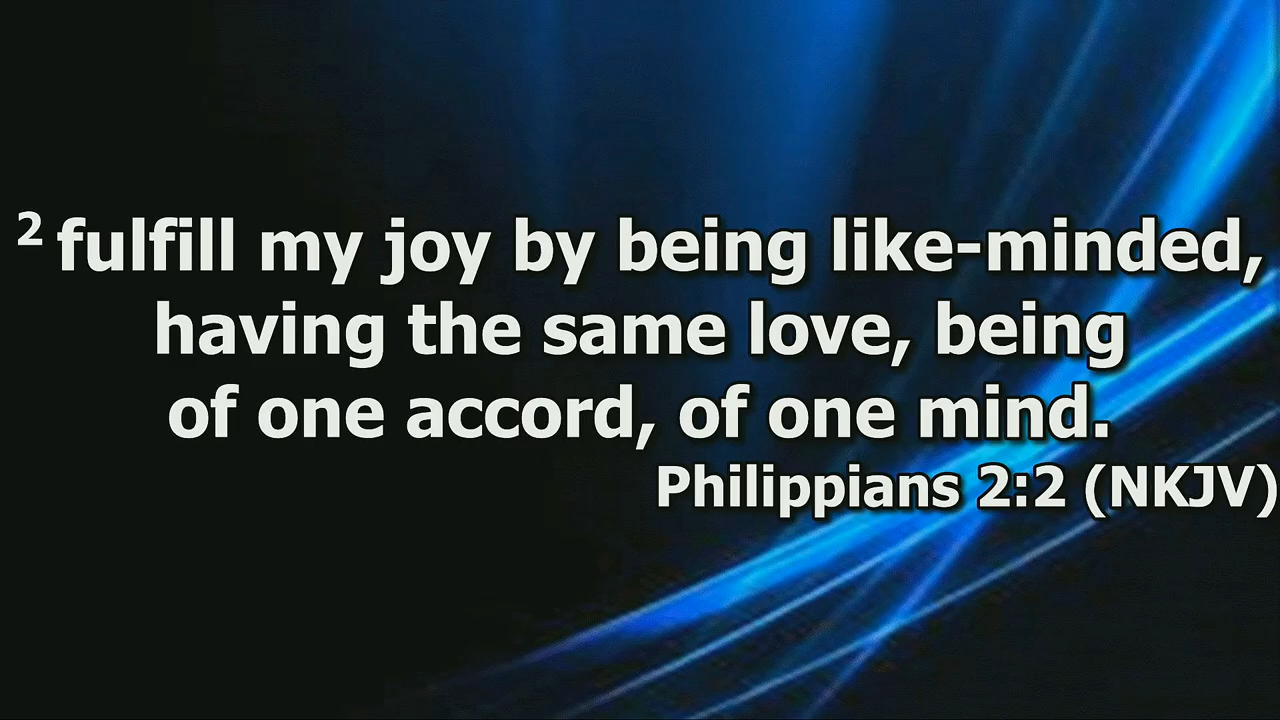 2 fulfill my joy by being like-minded,
having the same love, being
of one accord, of one mind.
Philippians 2:2 (NKJV)